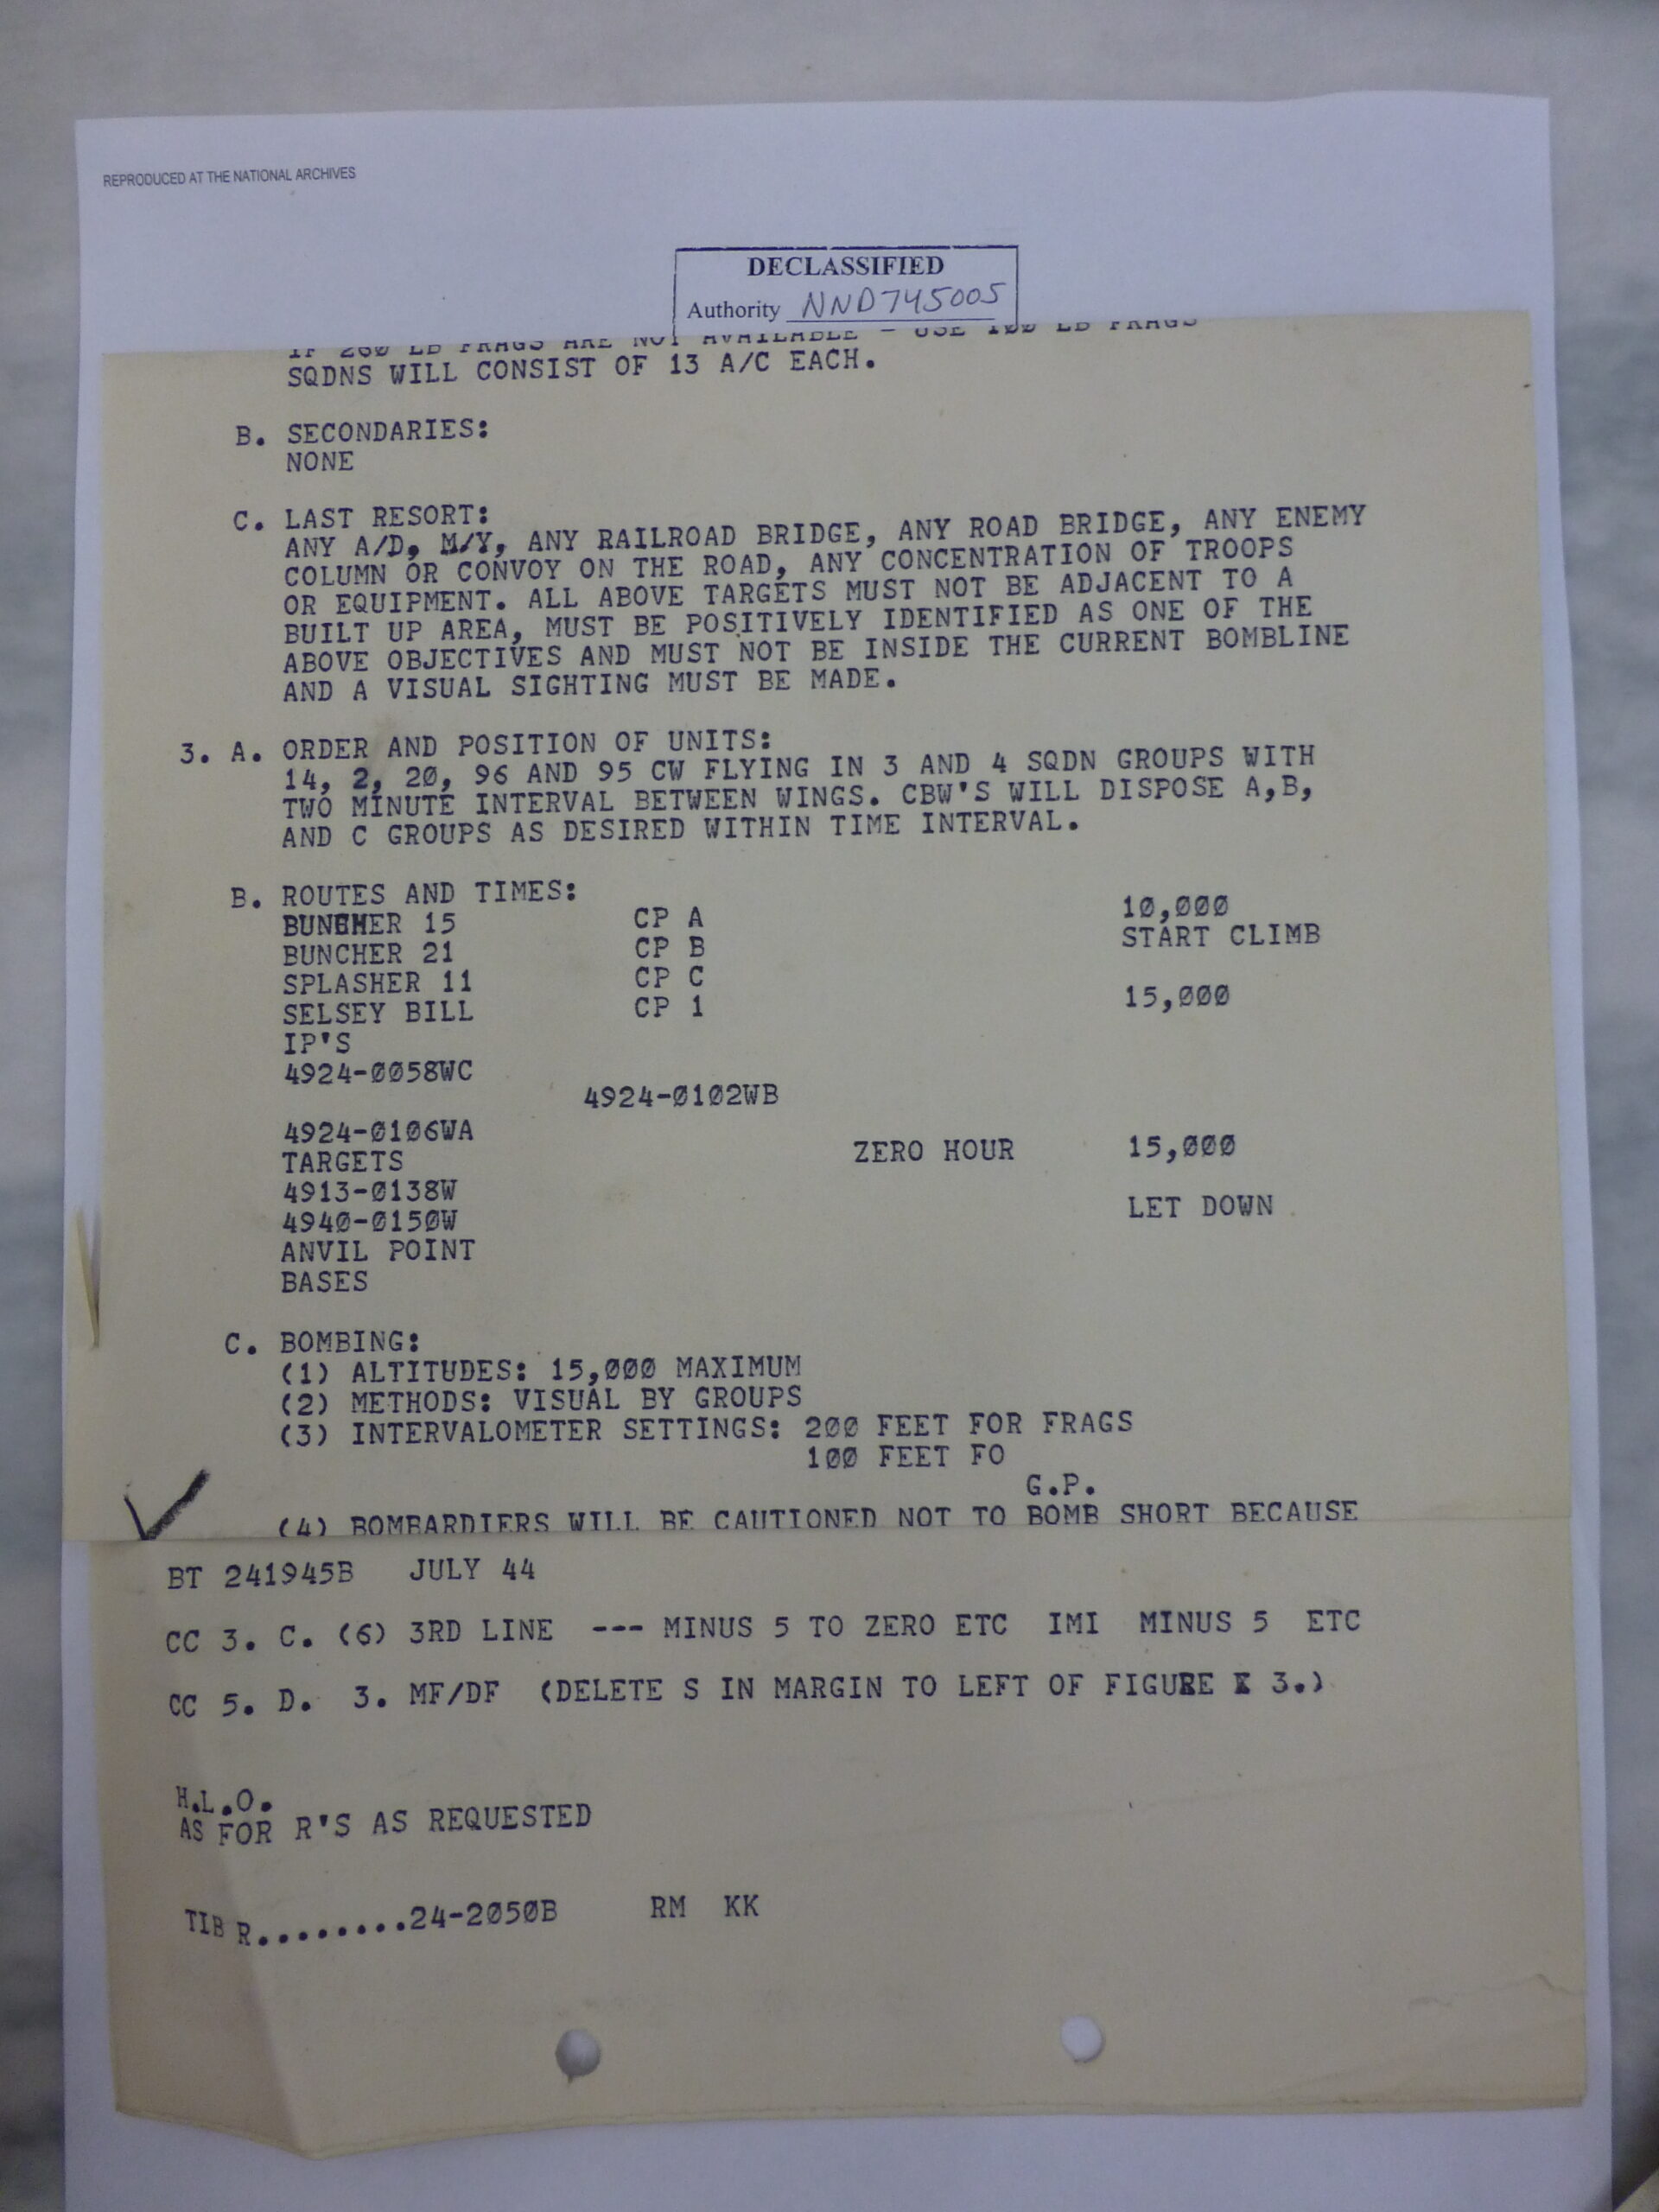 REPRODUCED AT THE NATIONAL ARCHIVES
DECLASSIFIED
Authority NND745005
IF 260 LB FRAGS ARE NOT AVAILABLE - USE 100 LB FRAGS
SQDNS WILL CONSIST OF 13 A/C EACH.
B. SECONDARIES:
NONE
C. LAST RESORT:
ANY A/D, M/Y, ANY RAILROAD BRIDGE, ANY ROAD BRIDGE, ANY ENEMY
COLUMN OR CONVOY ON THE ROAD, ANY CONCENTRATION OF TROOPS
OR EQUIPMENT. ALL ABOVE TARGETS MUST NOT BE ADJACENT TO A
BUILT UP AREA, MUST BE POSITIVELY IDENTIFIED AS ONE OF THE
ABOVE OBJECTIVES AND MUST NOT BE INSIDE THE CURRENT BOMBLINE
AND A VISUAL SIGHTING MUST BE MADE.
3. A. ORDER AND POSITION OF UNITS:
14, 2, 20, 96 AND 95 CW FLYING IN 3 AND 4 SQDN GROUPS WITH
TWO MINUTE INTERVAL BETWEEN WINGS. CBW'S WILL DISPOSE A,B,
AND C GROUPS AS DESIRED WITHIN TIME INTERVAL.
B. ROUTES AND TIMES:
BUNCHER 15 CP A 10,000
BUNCHER 21 CP B START CLIMB
SPLASHER 11 CP C
SELSEY BILL CP 1 15,000
IP'S
4924-0058WC
4924-0102WB
4924-0106WA
TARGETS ZERO HOUR 15,000
4913-0138W
4940-0150W LET DOWN
ANVIL POINT
BASES
C. BOMBING:
(1) ALTITUDES: 15,000 MAXIMUM
(2) METHODS: VISUAL BY GROUPS
(3) INTERVALOMETER SETTINGS: 200 FEET FOR FRAGS
100 FEET FO
G.P.
(4) BOMBARDIERS WILL BE CAUTIONED NOT TO BOMB SHORT BECAUSE
BT 241945B JULY 44
CC 3. C. (6) 3RD LINE --- MINUS 5 TO ZERO ETC IMI MINUS 5 ETC
CC 5. D. 3. MF/DF (DELETE S IN MARGIN TO LEFT OF FIGURE 3.)
H.L.O.
AS FOR R'S AS REQUESTED
TIB R........24-2050B RM KK